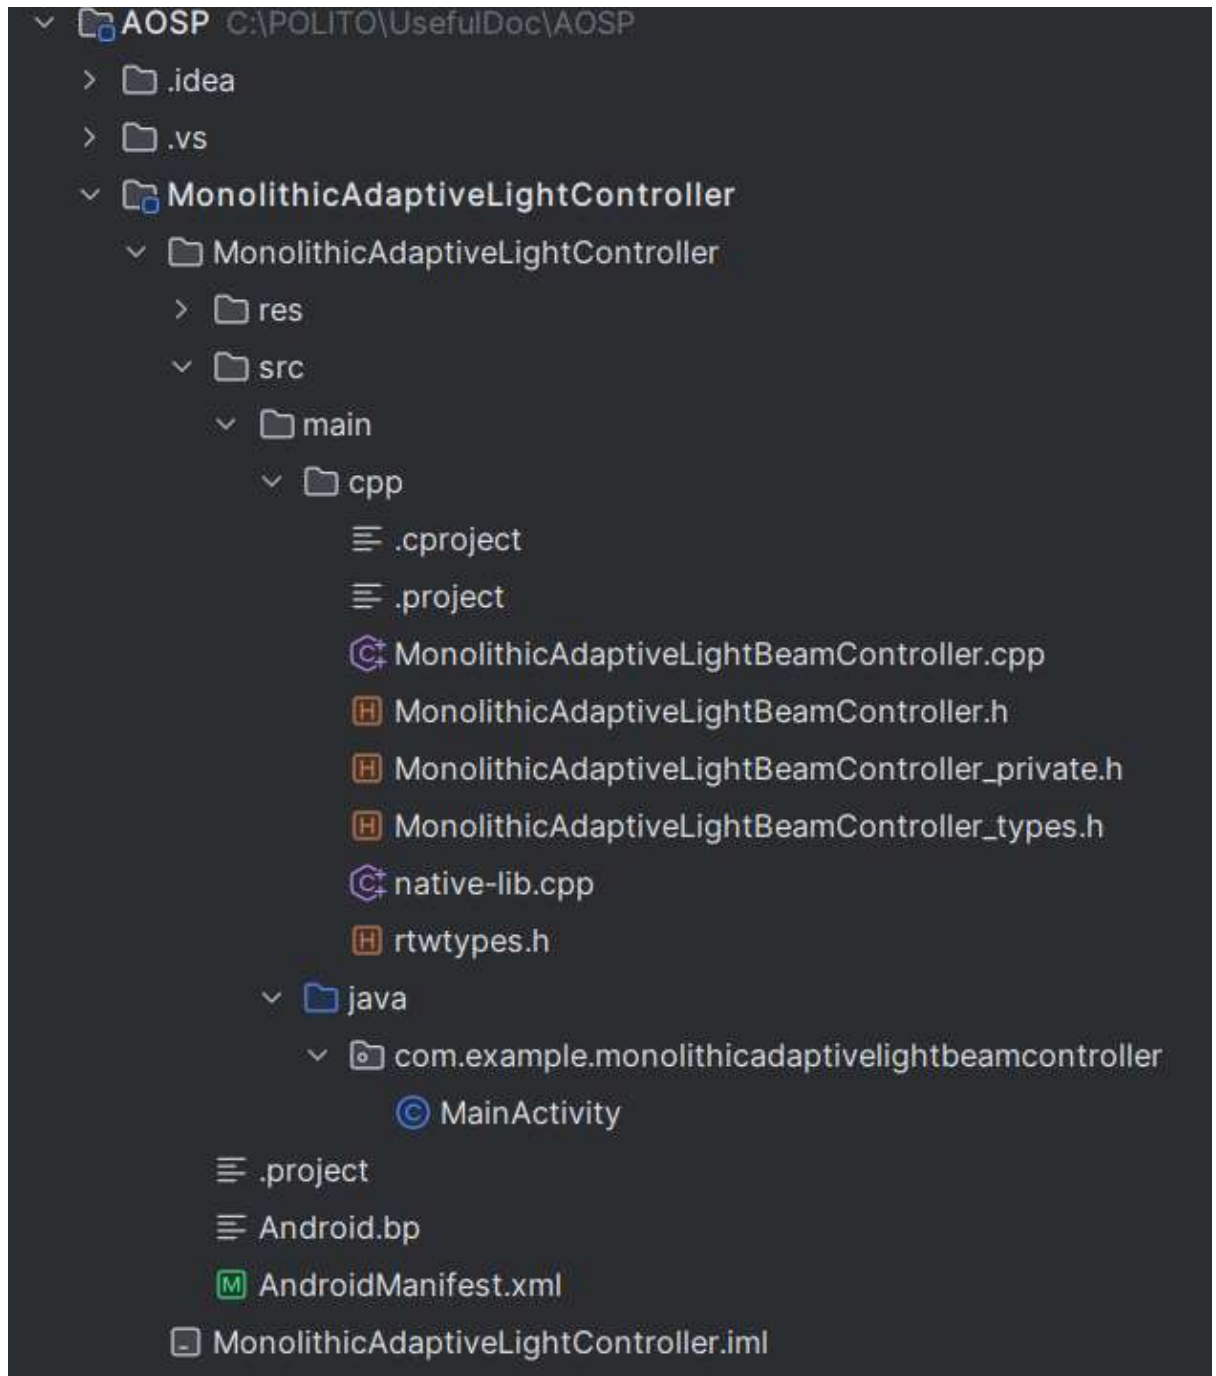 AOSP C:\POLITO\UsefulDoc\AOSP
.idea
.vs
MonolithicAdaptiveLightController
MonolithicAdaptiveLightController
res
src
main
cpp
.cproject
.project
MonolithicAdaptiveLightBeamController.cpp
MonolithicAdaptiveLightBeamController.h
MonolithicAdaptiveLightBeamController_private.h
MonolithicAdaptiveLightBeamController_types.h
native-lib.cpp
rtwtypes.h
java
com.example.monolithicadaptivelightbeamcontroller
MainActivity
.project
Android.bp
AndroidManifest.xml
MonolithicAdaptiveLightController.iml